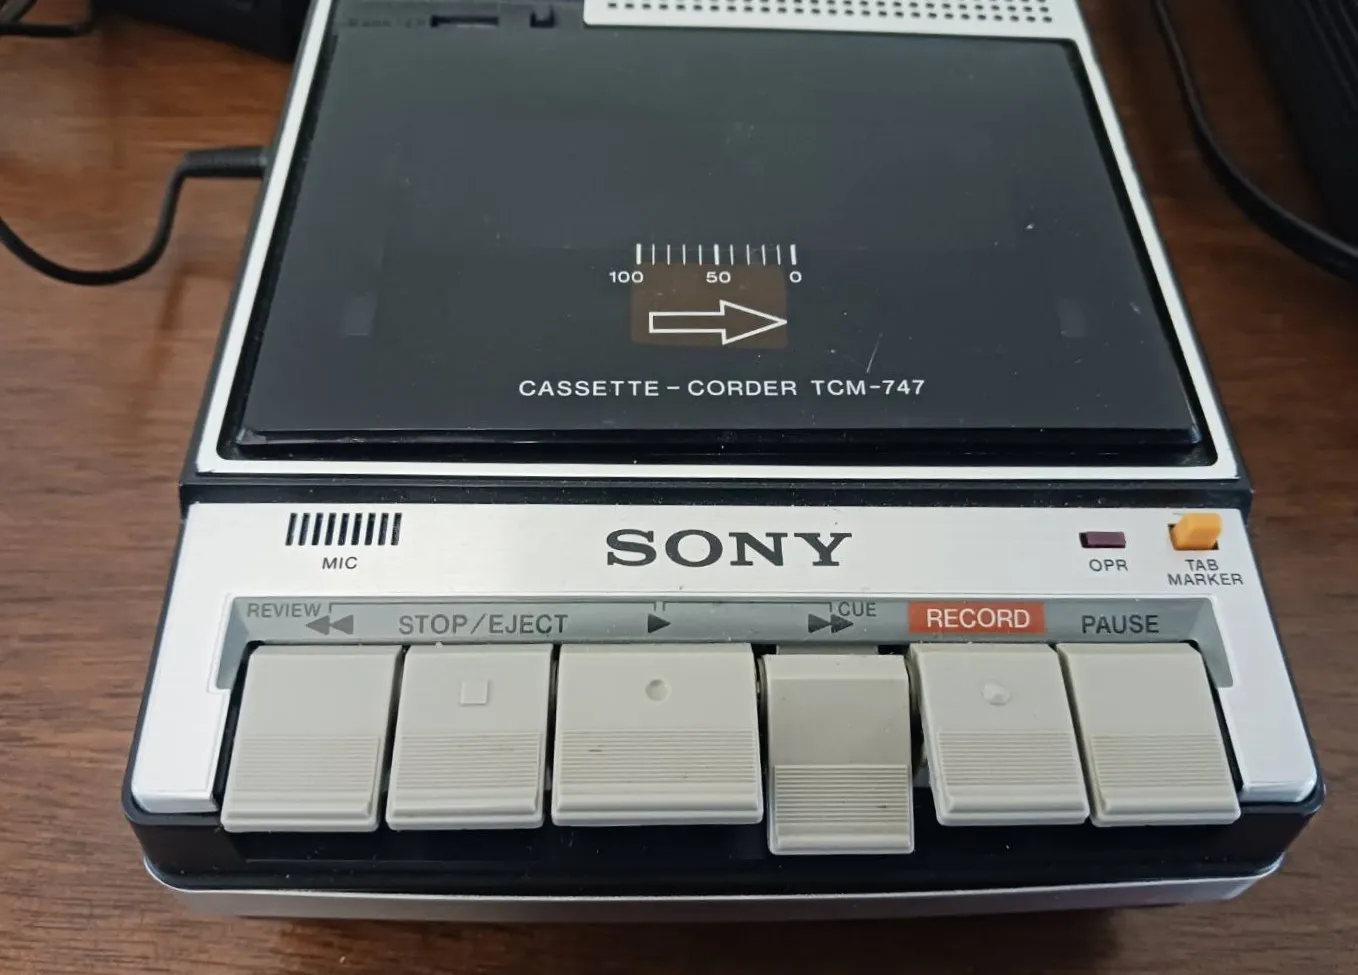 100 50 0
CASSETTE-CORDER TCM-747
SONY
MIC
OPR
TAB
MARKER
REVIEW
CUE
STOP/EJECT
RECORD
PAUSE